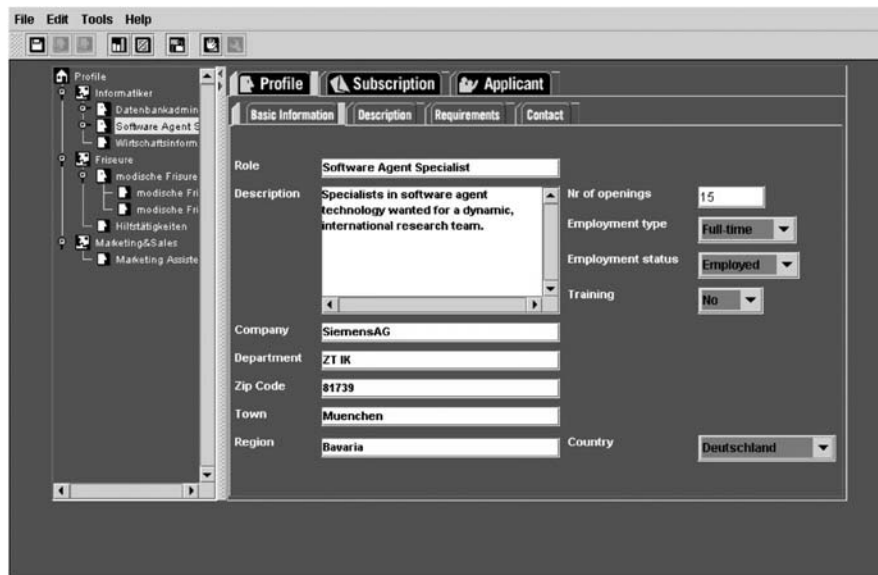 File Edit Tools Help
Profile
Informatiker
Datenbankadmin
Software Agent S
Wirtschaftsinform
Friseure
modische Frisure
modische Fri
modische Fri
Hilfstätigkeiten
Marketing&Sales
Marketing Assiste
Profile Subscription Applicant
Basic Information Description Requirements Contact
Role Software Agent Specialist
Description Specialists in software agent
technology wanted for a dynamic,
international research team.
Nr of openings 15
Employment type Full-time
Employment status Employed
Training No
Company SiemensAG
Department ZT IK
Zip Code 81739
Town Muenchen
Region Bavaria
Country Deutschland